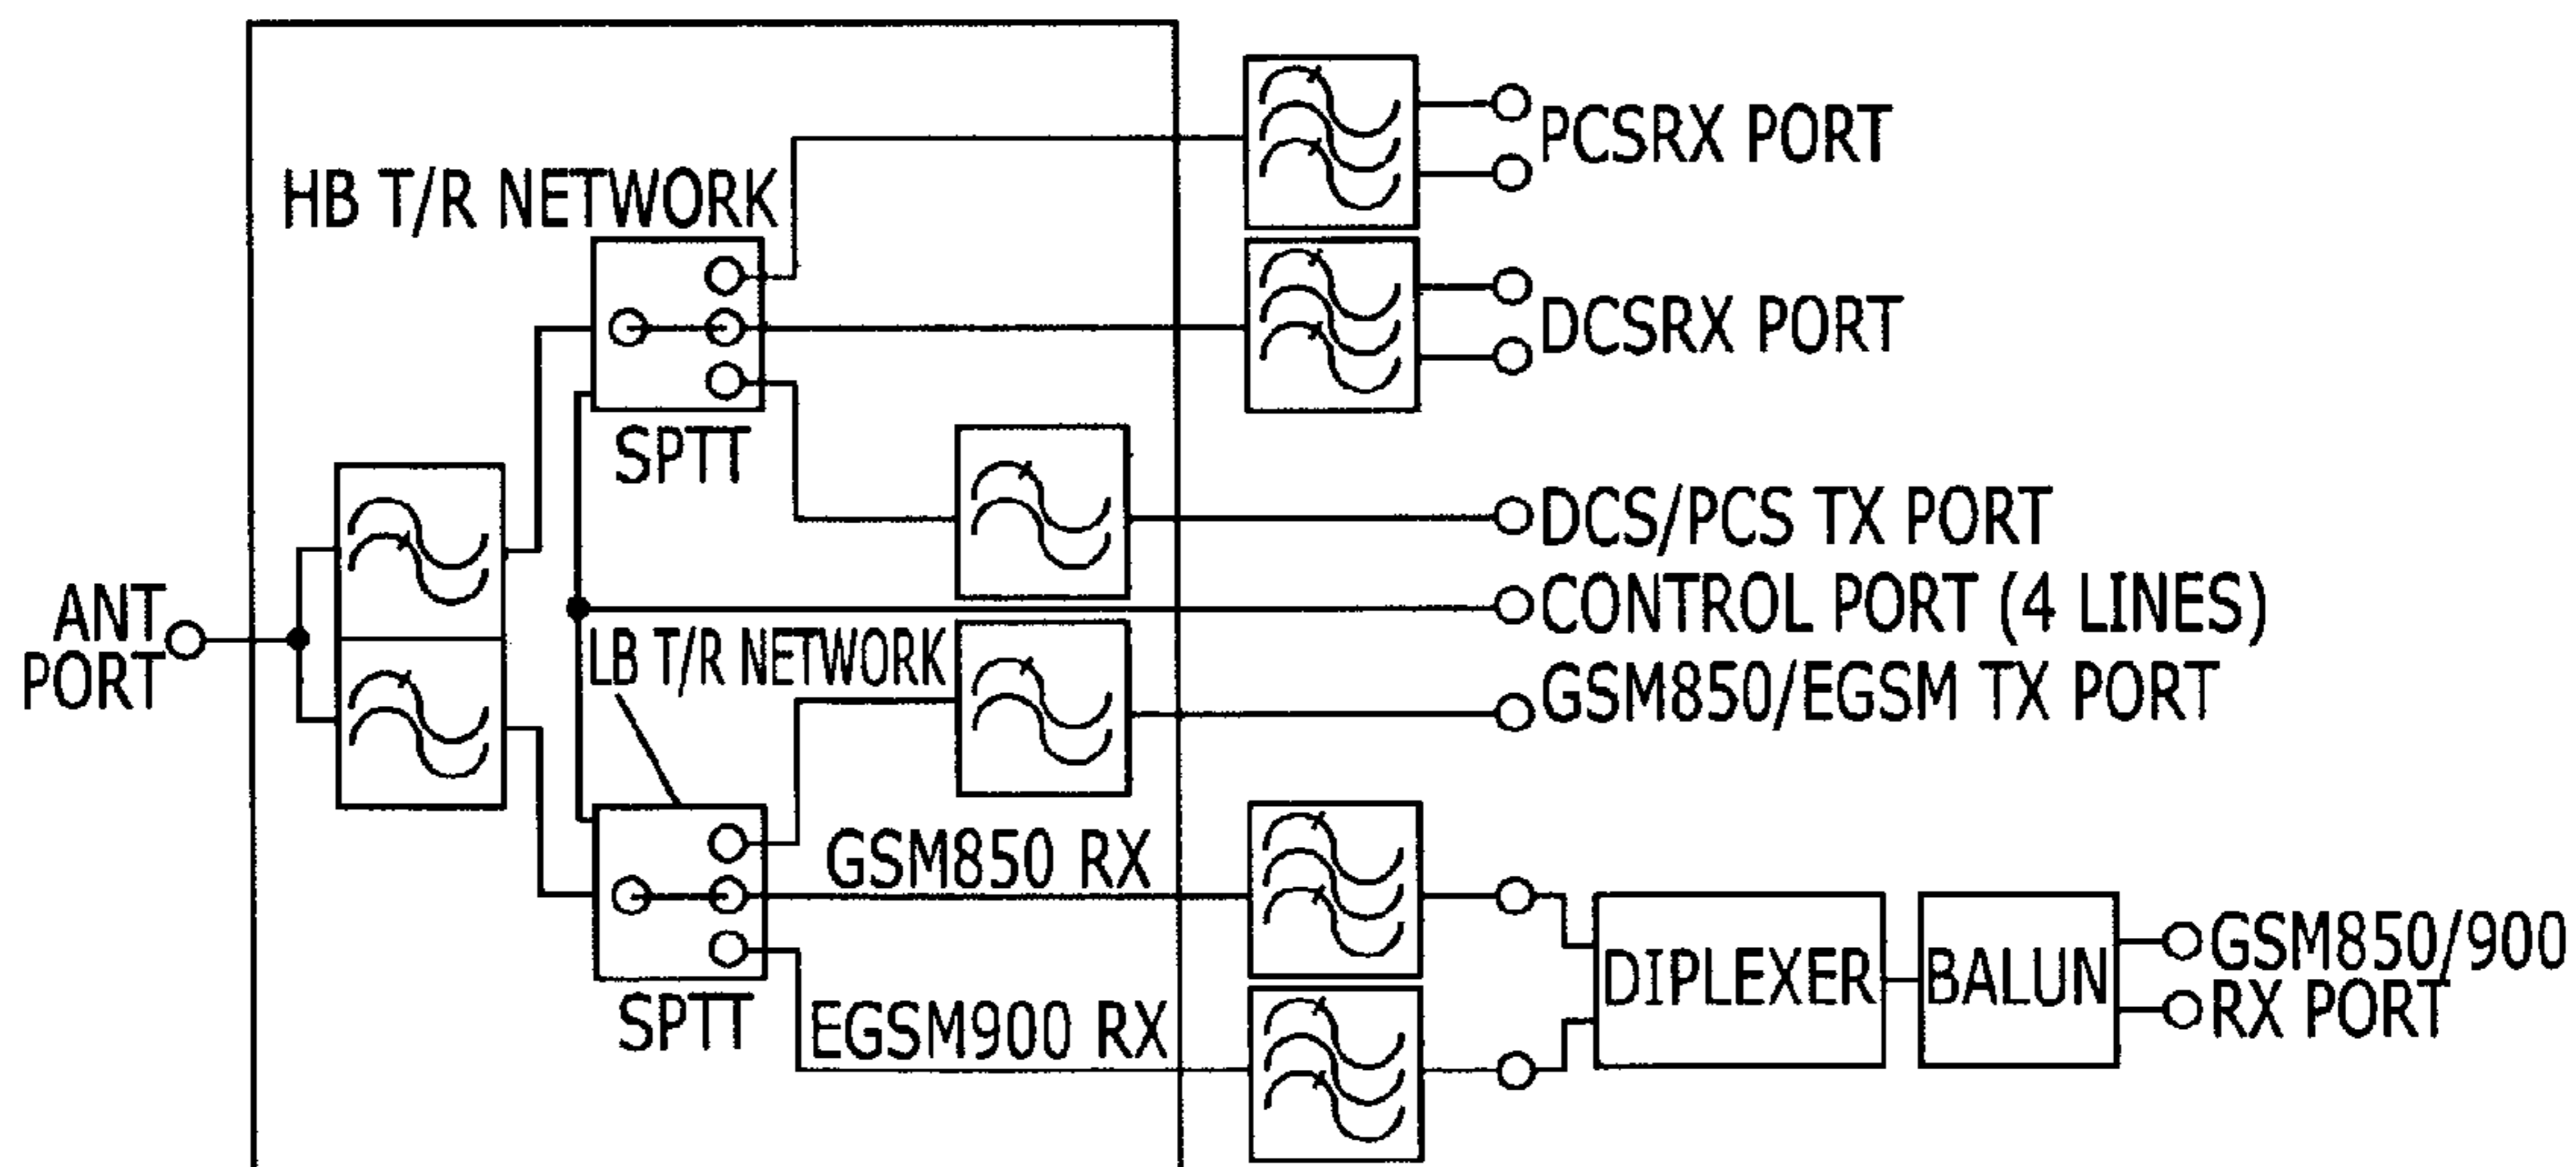 PCSRX PORT
HB T/R NETWORK
DCSRX PORT
SPTT
DCS/PCS TX PORT
ANT
PORT
CONTROL PORT (4 LINES)
LB T/R NETWORK
GSM850/EGSM TX PORT
GSM850 RX
SPTT
EGSM900 RX
DIPLEXER
BALUN
GSM850/900
RX PORT